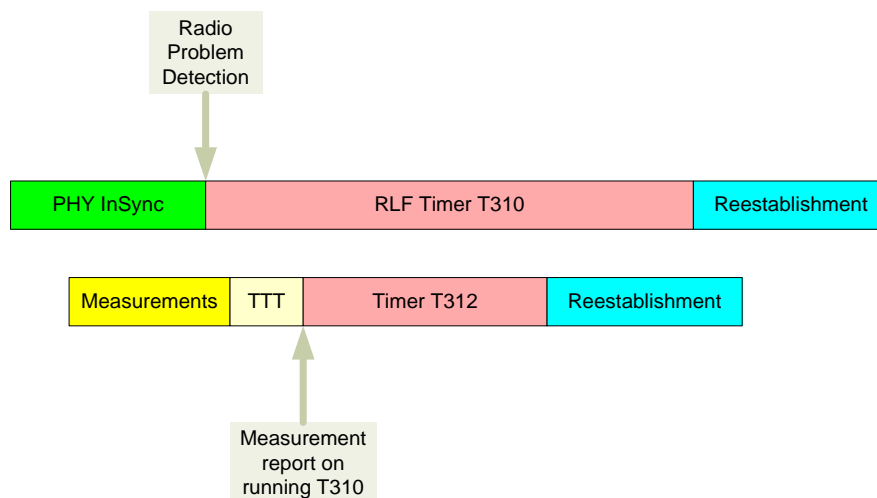 Radio
Problem
Detection
PHY InSync
RLF Timer T310
Reestablishment
Measurements
TTT
Timer T312
Reestablishment
Measurement
report on
running T310